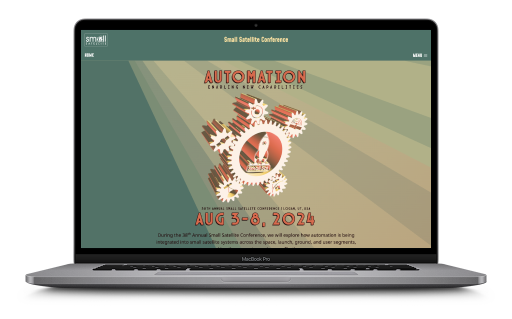 small
Small Satellite Conference
HOME
MENU
AUTOMATION
ENABLING NEW CAPABILITIES
38TH ANNUAL SMALL SATELLITE CONFERENCE | LOGAN, UT, USA
AUG 3-8, 2024
During the 38th Annual Small Satellite Conference, we will explore how automation is being
integrated into small satellite systems across the space, launch, ground, and user segments,
MacBook Pro